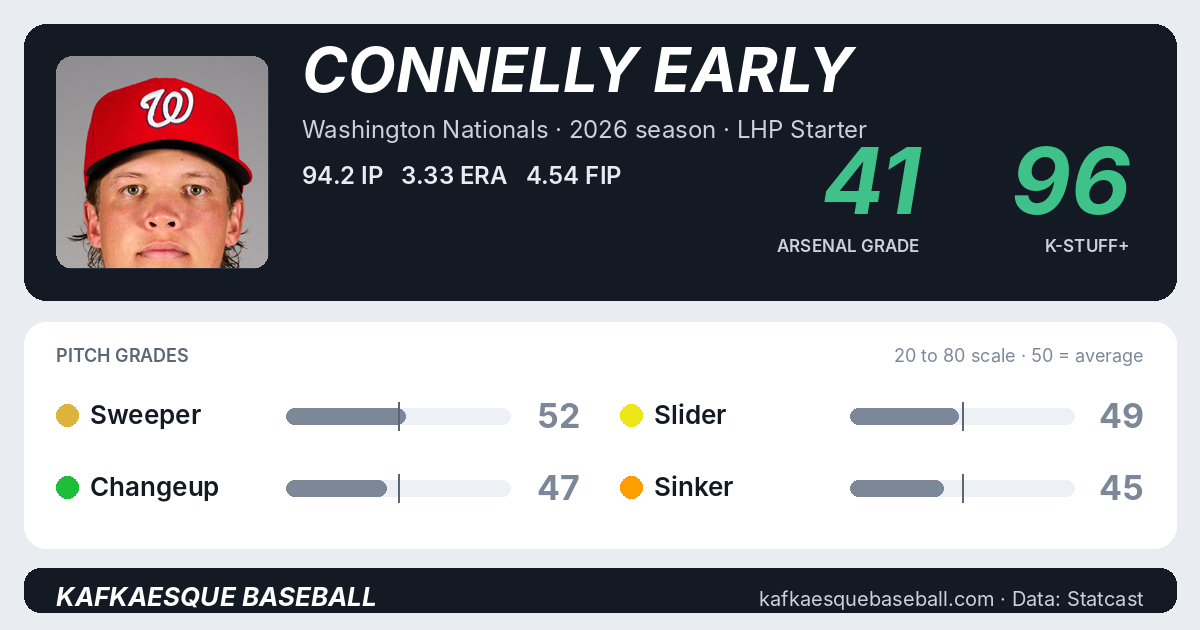 W
CONNELLY EARLY
Washington Nationals · 2026 season · LHP Starter
94.2 IP 3.33 ERA 4.54 FIP
41 96
ARSENAL GRADE K-STUFF+
PITCH GRADES 20 to 80 scale · 50 = average
Sweeper 52 Slider 49
Changeup 47 Sinker 45
KAFKAESQUE BASEBALL kafkaesquebaseball.com · Data: Statcast